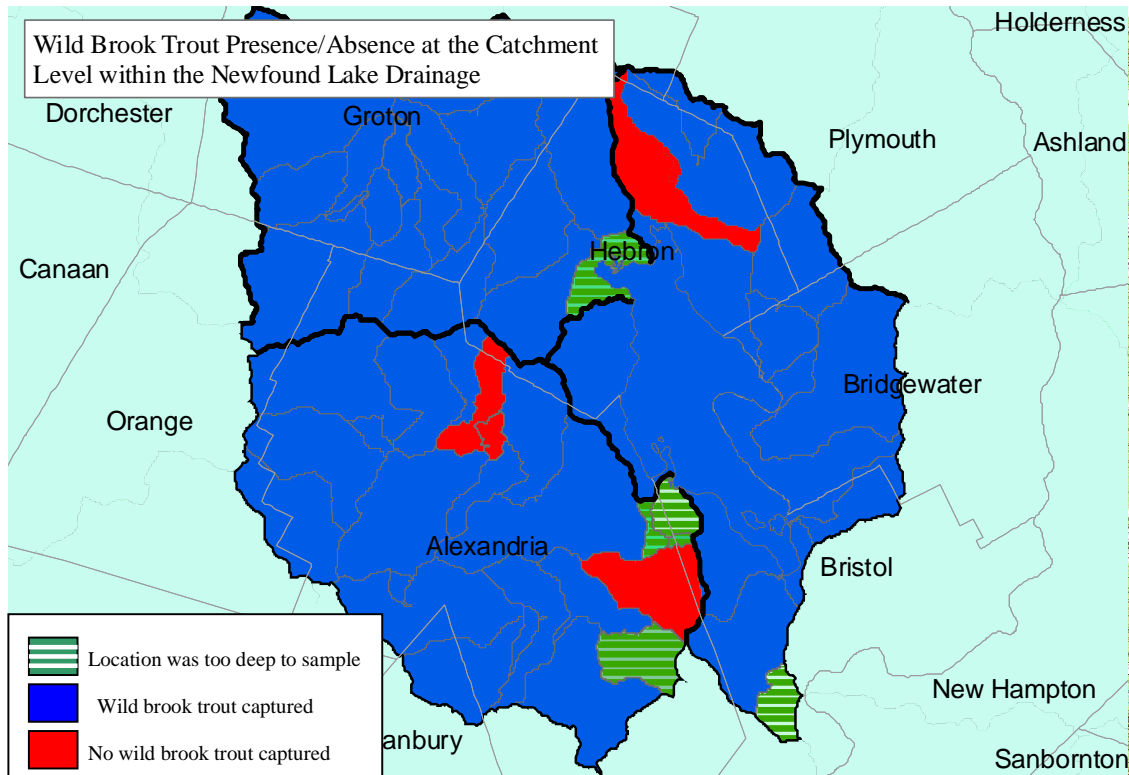 Wild Brook Trout Presence/Absence at the Catchment
Level within the Newfound Lake Drainage
Holderness
Dorchester
Groton
Plymouth
Ashland
Hebron
Canaan
Bridgewater
Orange
Alexandria
Bristol
Location was too deep to sample
Wild brook trout captured
No wild brook trout captured
anbury
New Hampton
Sanbornton